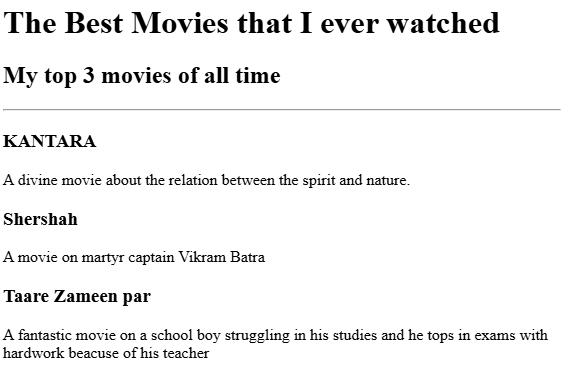 The Best Movies that I ever watched
My top 3 movies of all time
KANTARA
A divine movie about the relation between the spirit and nature.
Shershah
A movie on martyr captain Vikram Batra
Taare Zameen par
A fantastic movie on a school boy struggling in his studies and he tops in exams with
hardwork beacuse of his teacher